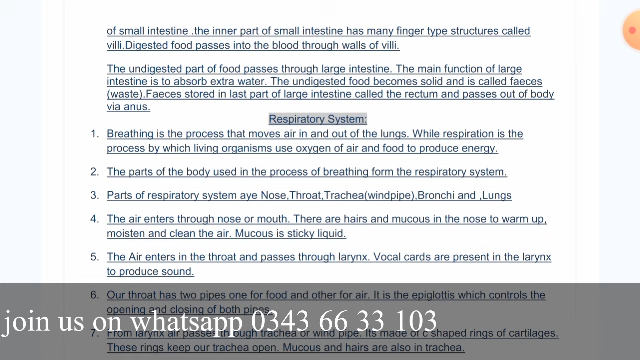 of small intestine .the inner part of small intestine has many finger type structures called
villi.Digested food passes into the blood through walls of villi.
The undigested part of food passes through large intestine. The main function of large
intestine is to absorb extra water. The undigested food becomes solid and is called faeces
(waste).Faeces stored in last part of large intestine called the rectum and passes out of body
via anus.
Respiratory System:
1. Breathing is the process that moves air in and out of the lungs. While respiration is the
process by which living organisms use oxygen of air and food to produce energy.
2. The parts of the body used in the process of breathing form the respiratory system.
3. Parts of respiratory system aye Nose,Throat,Trachea(windpipe),Bronchi and ,Lungs
4. The air enters through nose or mouth. There are hairs and mucous in the nose to warm up,
moisten and clean the air. Mucous is sticky liquid.
5. The Air enters in the throat and passes through larynx. Vocal cards are present in the larynx
to produce sound.
6. Our throat has two pipes one for food and other for air. It is the epiglottis which controls the
opening and closing of both pipes.
join us on whatsapp 0343 66 33 103
7. From larynx air passes through trachea or wind pipe. Its made of c shaped rings of cartilages.
These rings keep our trachea open. Mucous and hairs are also in trachea.